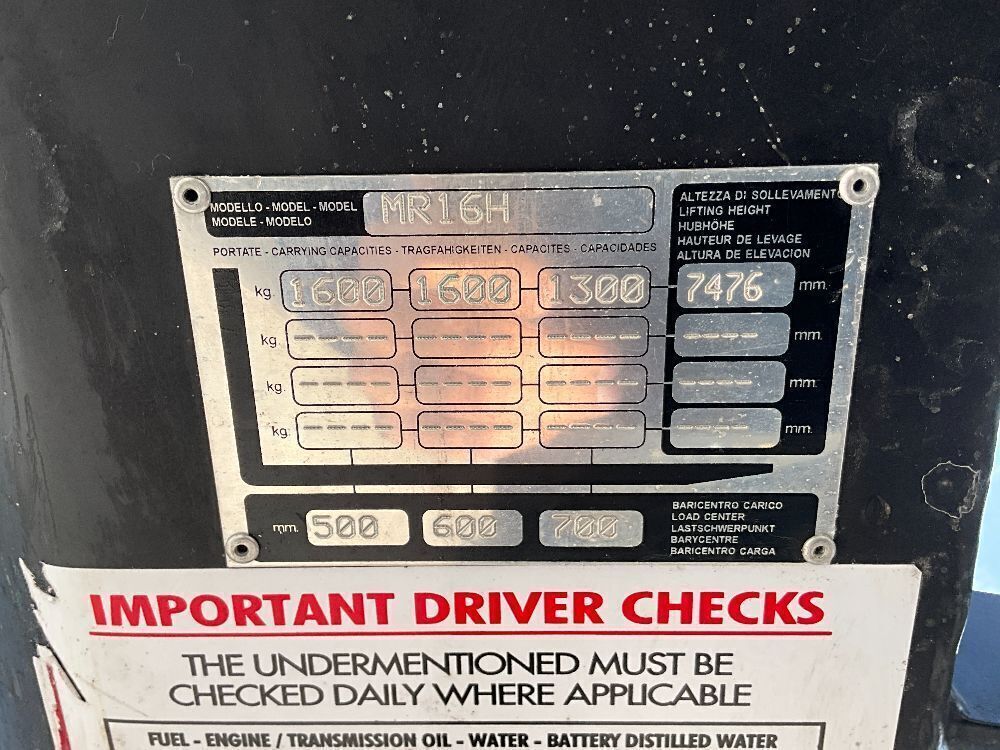 MODELLO - MODEL - MODEL
MODELE - MODELO
MR16H
ALTEZZA DI SOLLEVAMENTO
LIFTING HEIGHT
HUBHÖHE
HAUTEUR DE LEVAGE
ALTURA DE ELEVACION
PORTATE - CARRYING CAPACITIES - TRAGFAHIGKEITEN - CAPACITES - CAPACIDADES
kg. 1600 1600 1300 7476 mm.
kg. ---- ---- ---- ---- mm.
kg. ---- ---- ---- ---- mm.
kg. ---- ---- ---- ---- mm.
mm. 500 600 700
BARICENTRO CARICO
LOAD CENTER
LASTSCHWERPUNKT
BARYCENTRE
BARICENTRO CARGA
IMPORTANT DRIVER CHECKS
THE UNDERMENTIONED MUST BE
CHECKED DAILY WHERE APPLICABLE
FUEL - ENGINE / TRANSMISSION OIL - WATER - BATTERY DISTILLED WATER